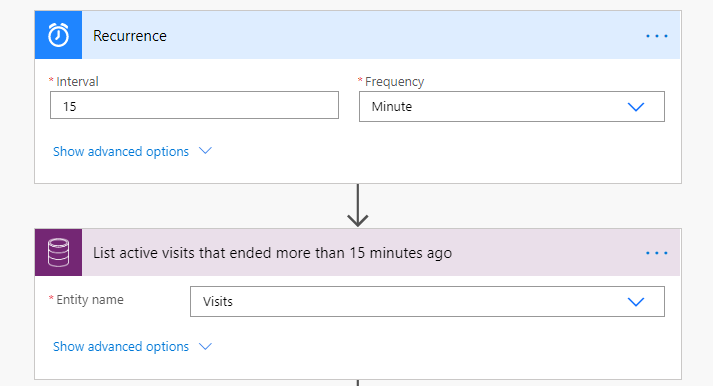 Recurrence
* Interval
* Frequency
15
Minute
Show advanced options
List active visits that ended more than 15 minutes ago
* Entity name
Visits
Show advanced options